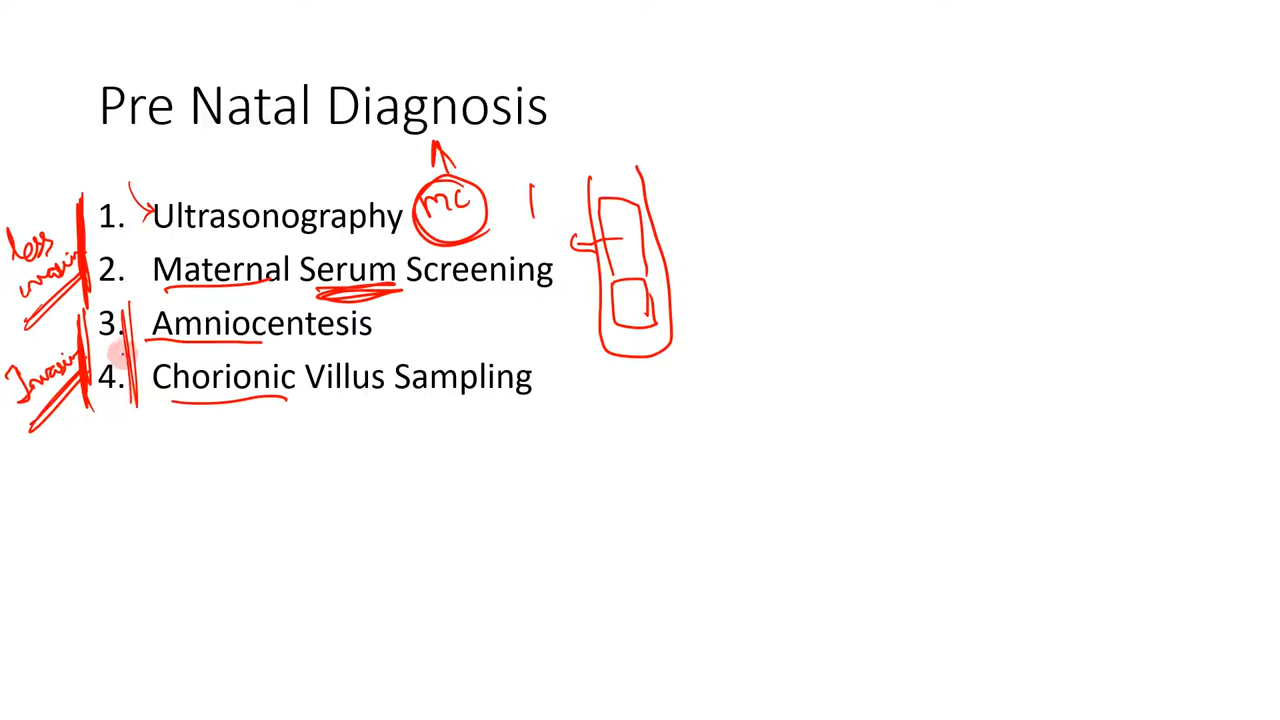 Pre Natal Diagnosis
1. Ultrasonography MC
2. Maternal Serum Screening
3. Amniocentesis
4. Chorionic Villus Sampling
less
invasive
Invasive